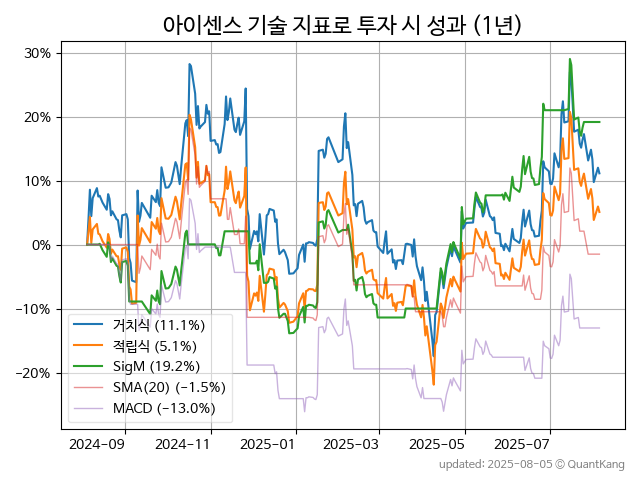 아이센스 기술 지표로 투자 시 성과 (1년)
30%
20%
10%
0%
−10%
−20%
거치식 (11.1%)
적립식 (5.1%)
SigM (19.2%)
SMA(20) (−1.5%)
MACD (−13.0%)
2024-09 2024-11 2025-01 2025-03 2025-05 2025-07
updated: 2025-08-05 © QuantKang